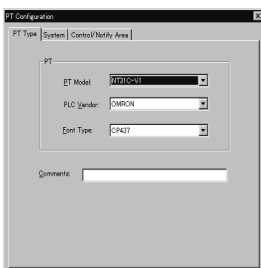 PT Configuration
PT Type System Control/Notify Area
PT
PT Model: NT31C-V1
PLC Vendor: OMRON
Font Type: CP437
Comments: